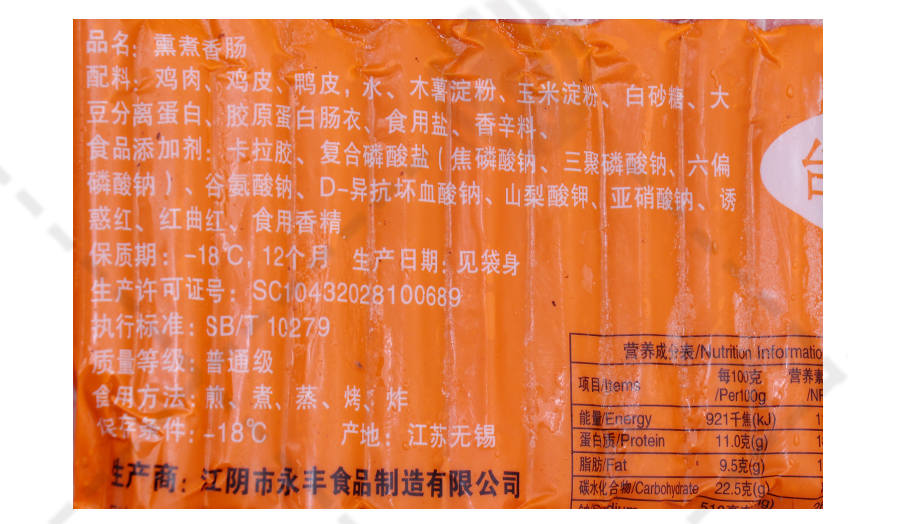 品名：熏煮香肠
配料：鸡肉、鸡皮、鸭皮，水、木薯淀粉、玉米淀粉、白砂糖、大
豆分离蛋白、胶原蛋白肠衣、食用盐、香辛料、
食品添加剂：卡拉胶、复合磷酸盐(焦磷酸钠、三聚磷酸钠、六偏
磷酸钠)、谷氨酸钠、D-异抗坏血酸钠、山梨酸钾、亚硝酸钠、诱
惑红、红曲红、食用香精
保质期：-18℃，12个月 生产日期：见袋身
生产许可证号：SC10432028100689
执行标准：SB/T 10279
质量等级：普通级
食用方法：煎、煮、蒸、烤、炸
保存条件：-18℃ 产地：江苏无锡
生产商：江阴市永丰食品制造有限公司
营养成分表/Nutrition Informatio
项目/Items 每100克/Per100g 营养素
能量/Energy 921千焦(kJ)
蛋白质/Protein 11.0克(g)
脂肪/Fat 9.5克(g)
碳水化合物/Carbohydrate 22.5克(g)